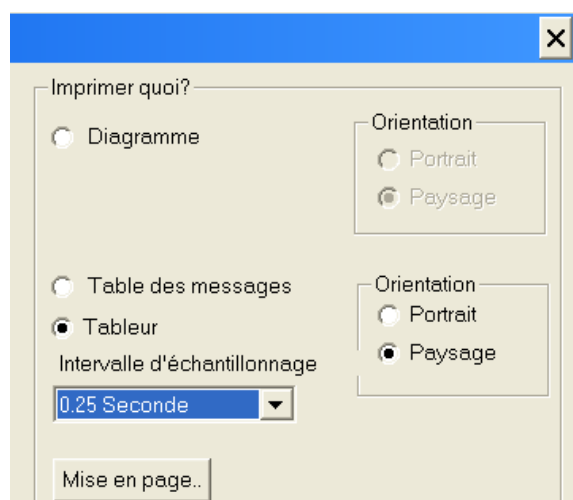 Imprimer quoi?
Diagramme
Orientation
Portrait
Paysage
Table des messages
Tableur
Orientation
Portrait
Paysage
Intervalle d'échantillonnage
0.25 Seconde
Mise en page..